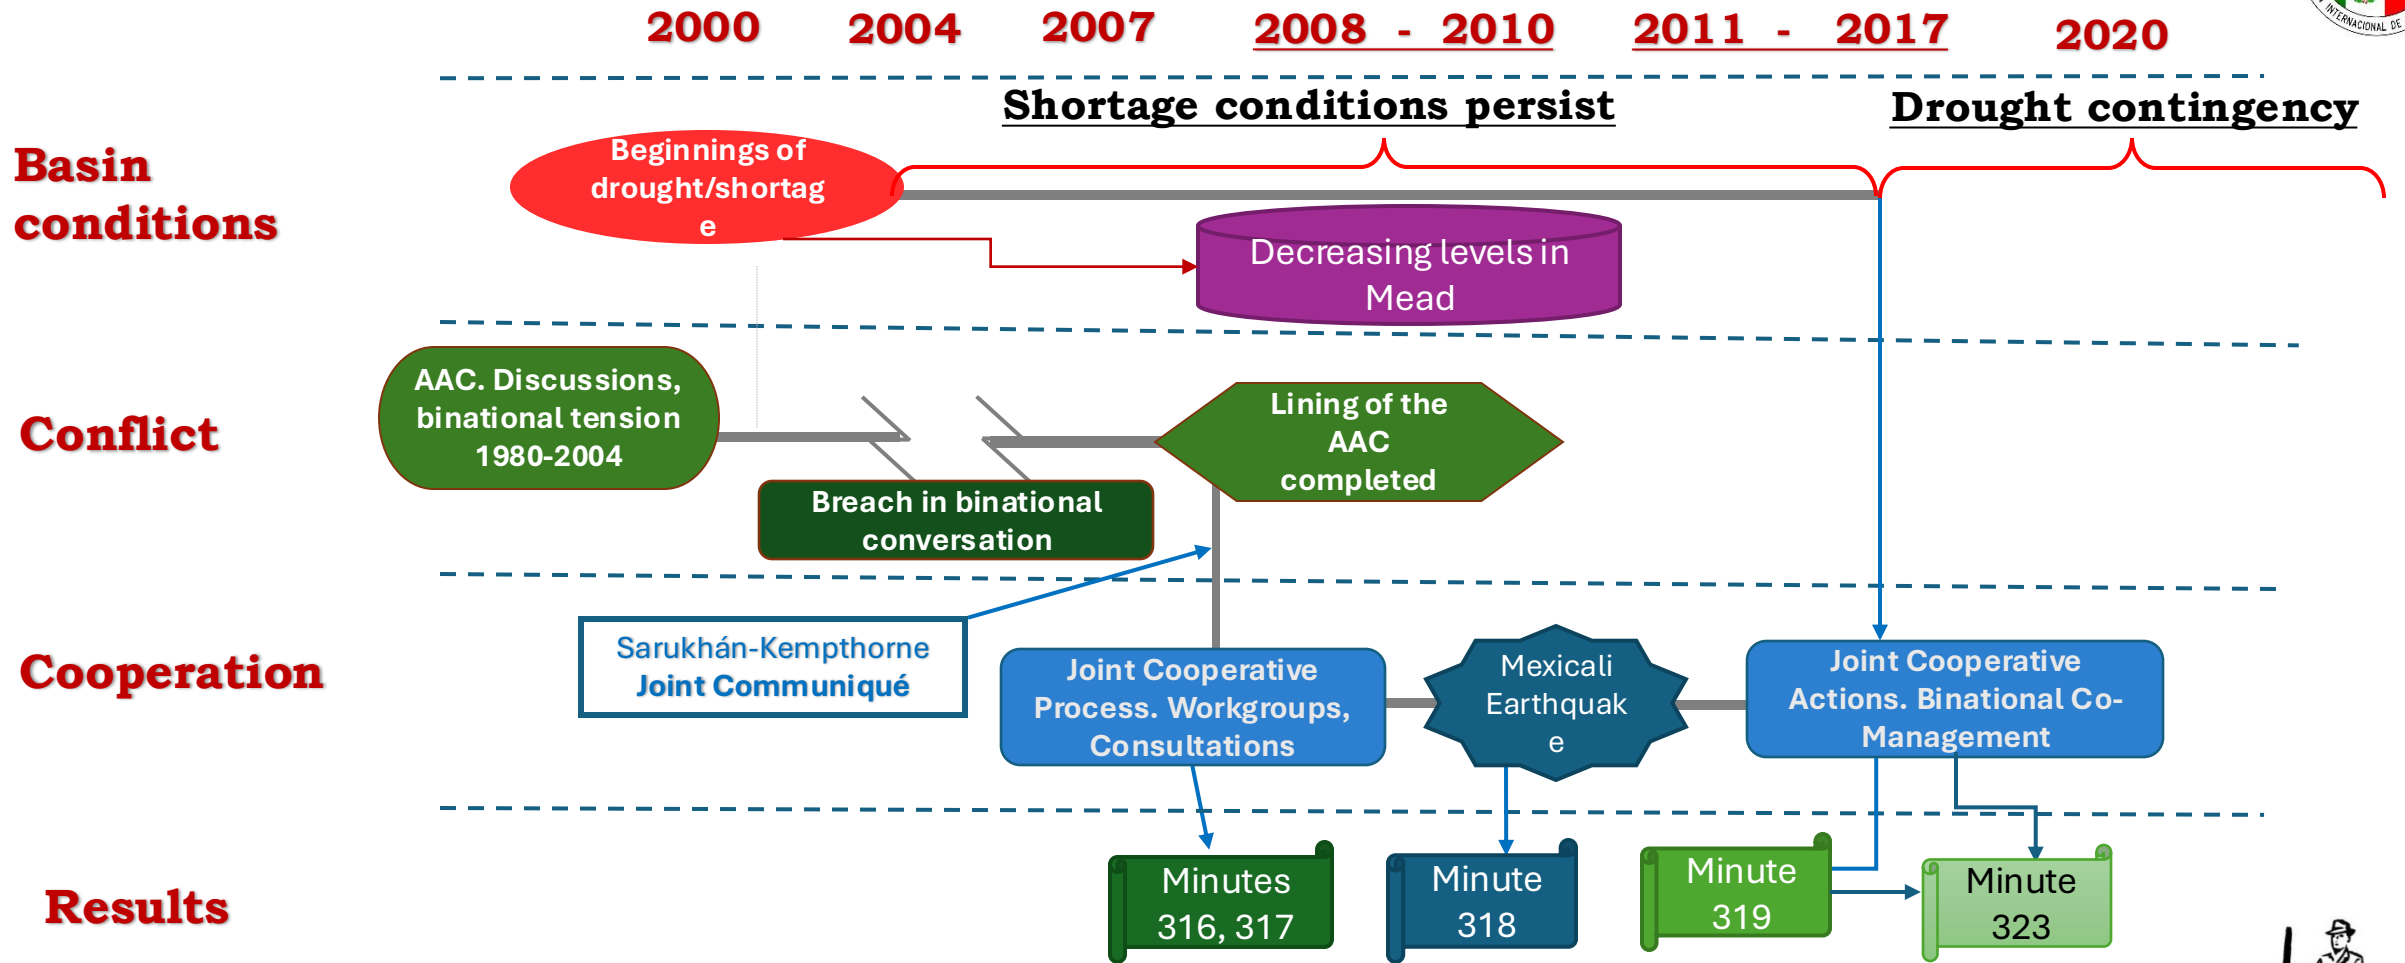 2000 2004 2007 2008 - 2010 2011 - 2017 2020
INTERNACIONAL DE
Shortage conditions persist
Drought contingency
Basin
conditions
Beginnings of
drought/shortag
e
Decreasing levels in
Mead
Conflict
AAC. Discussions,
binational tension
1980-2004
Lining of the
AAC
completed
Breach in binational
conversation
Cooperation
Sarukhán-Kempthorne
Joint Communiqué
Joint Cooperative
Process. Workgroups,
Consultations
Mexicali
Earthquak
e
Joint Cooperative
Actions. Binational Co-
Management
Results
Minutes
316, 317
Minute
318
Minute
319
Minute
323